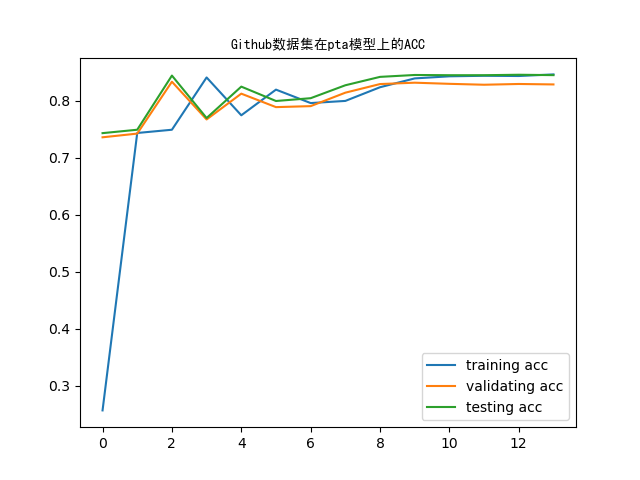 Github数据集在pta模型上的ACC
0.8
0.7
0.6
0.5
0.4
0.3
training acc
validating acc
testing acc
0 2 4 6 8 10 12